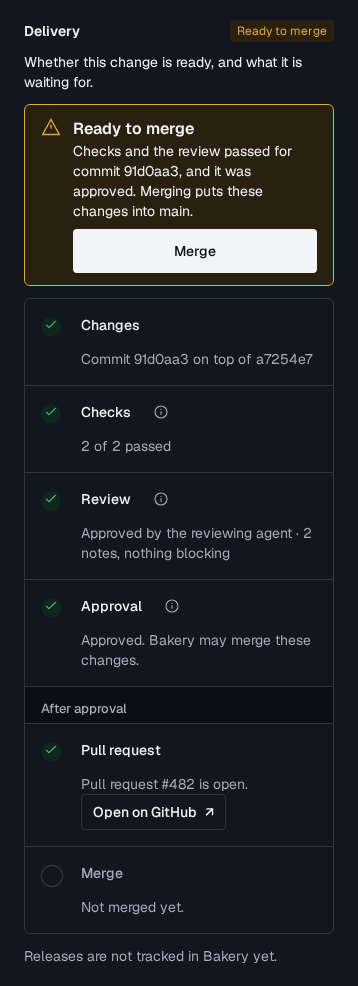 Delivery
Ready to merge
Whether this change is ready, and what it is
waiting for.
Ready to merge
Checks and the review passed for
commit 91d0aa3, and it was
approved. Merging puts these
changes into main.
Merge
Changes
Commit 91d0aa3 on top of a7254e7
Checks
2 of 2 passed
Review
Approved by the reviewing agent · 2
notes, nothing blocking
Approval
Approved. Bakery may merge these
changes.
After approval
Pull request
Pull request #482 is open.
Open on GitHub ↗
Merge
Not merged yet.
Releases are not tracked in Bakery yet.